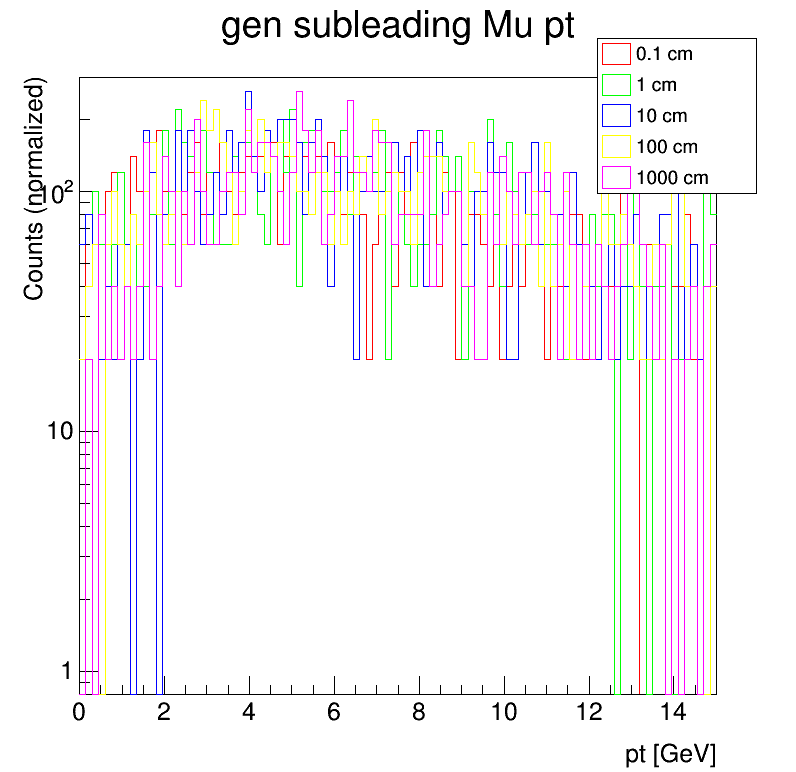 gen subleading Mu pt
0.1 cm
1 cm
10 cm
100 cm
1000 cm
Counts (normalized)
10²
10
1
0 2 4 6 8 10 12 14
pt [GeV]